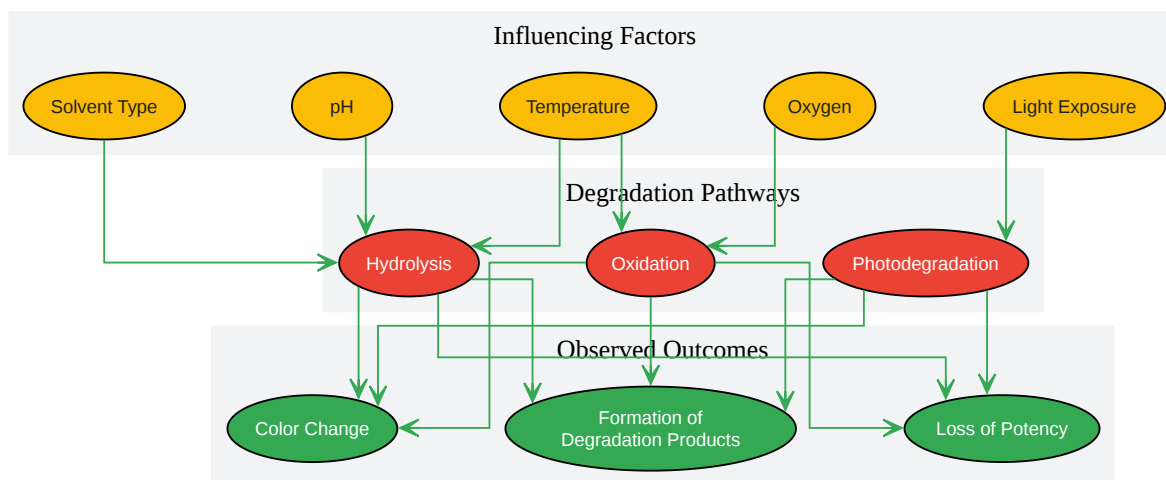 Influencing Factors
Solvent Type
pH
Temperature
Oxygen
Light Exposure
Degradation Pathways
Hydrolysis
Oxidation
Photodegradation
Observed Outcomes
Color Change
Formation of
Degradation Products
Loss of Potency